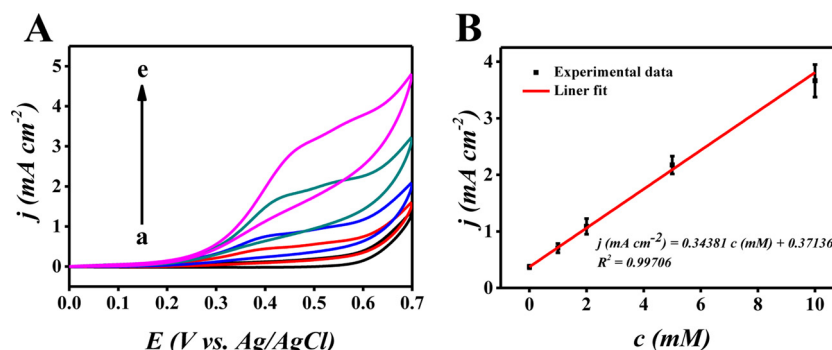 A
e
a
j (mA cm-2)
5
4
3
2
1
0
0.0 0.1 0.2 0.3 0.4 0.5 0.6 0.7
E (V vs. Ag/AgCl)
B
Experimental data
Liner fit
j (mA cm-2)
4
3
2
1
0
j (mA cm-2) = 0.34381 c (mM) + 0.37136
R2 = 0.99706
0 2 4 6 8 10
c (mM)